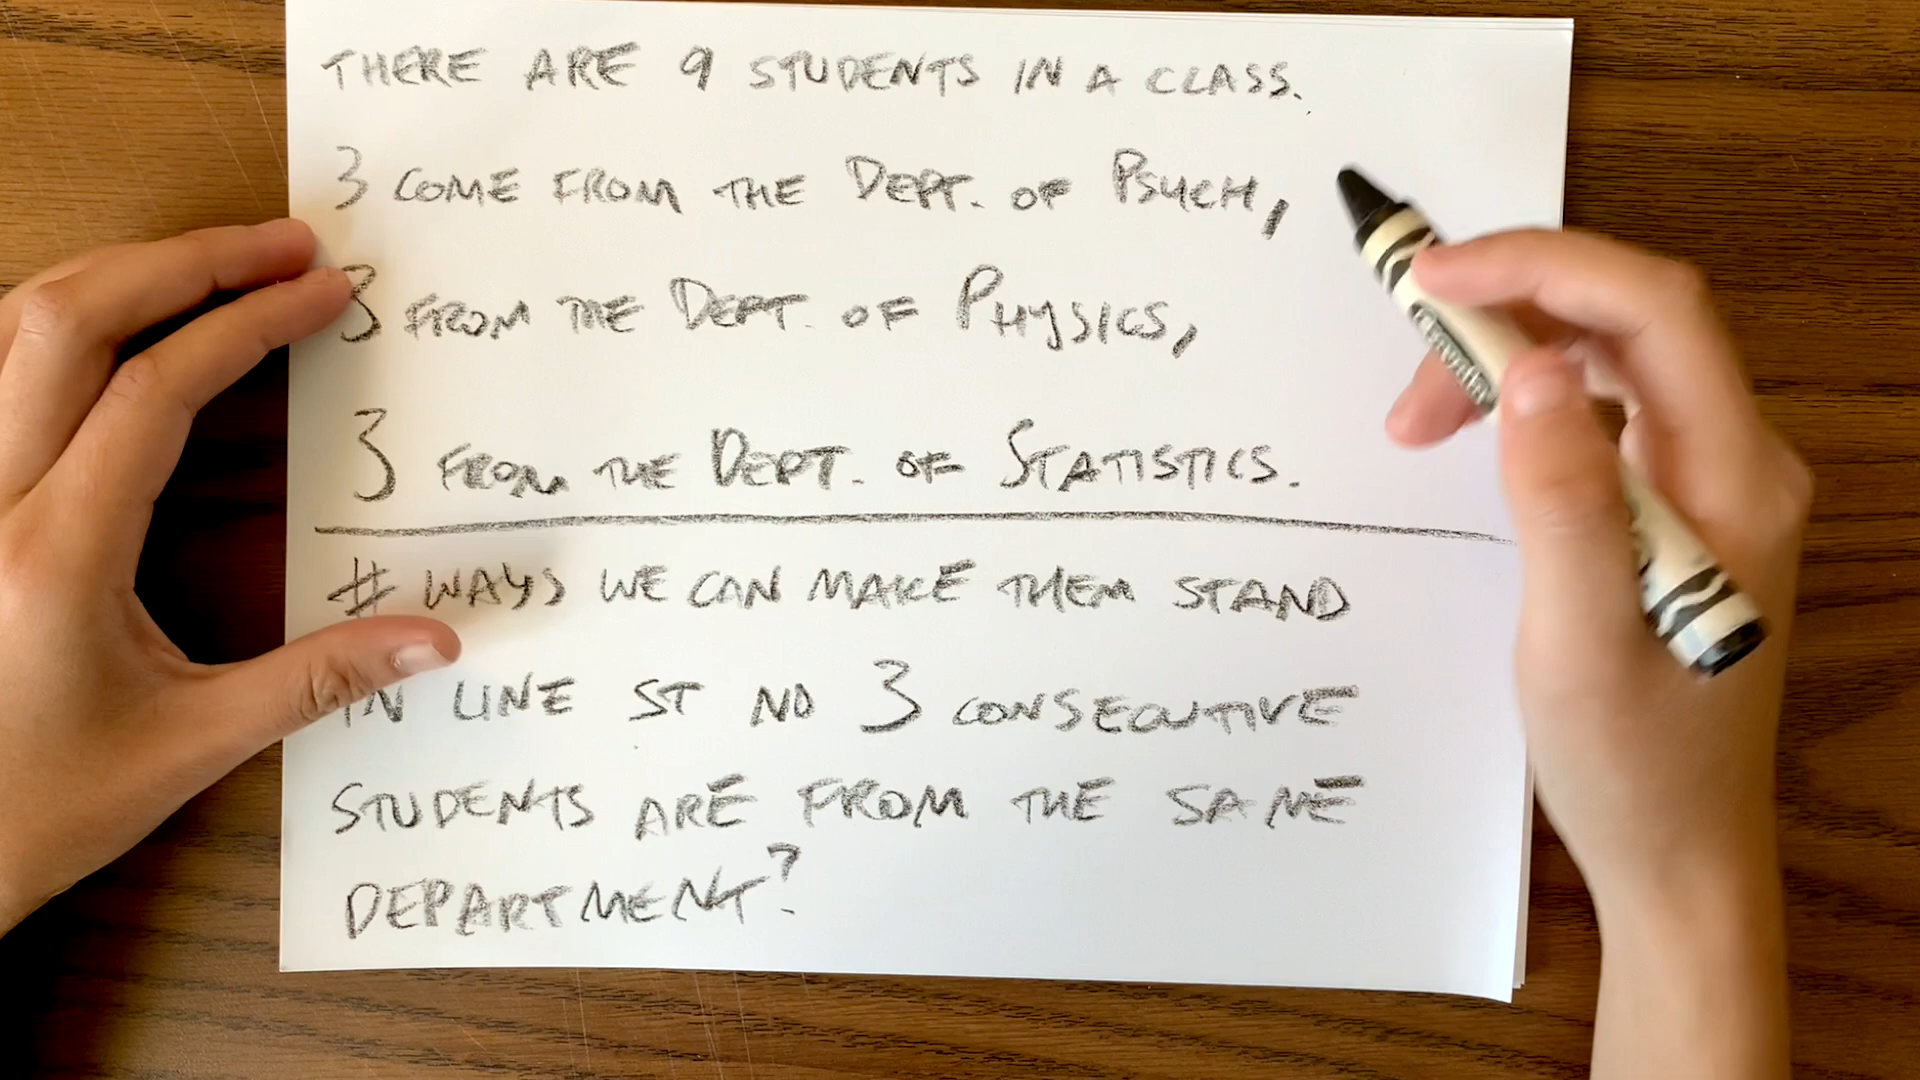 THERE ARE 9 STUDENTS IN A CLASS.
3 COME FROM THE DEPT. OF PSYCH,
3 FROM THE DEPT. OF PHYSICS,
3 FROM THE DEPT. OF STATISTICS.
# WAYS WE CAN MAKE THEM STAND
IN LINE ST NO 3 CONSECUTIVE
STUDENTS ARE FROM THE SAME
DEPARTMENT?